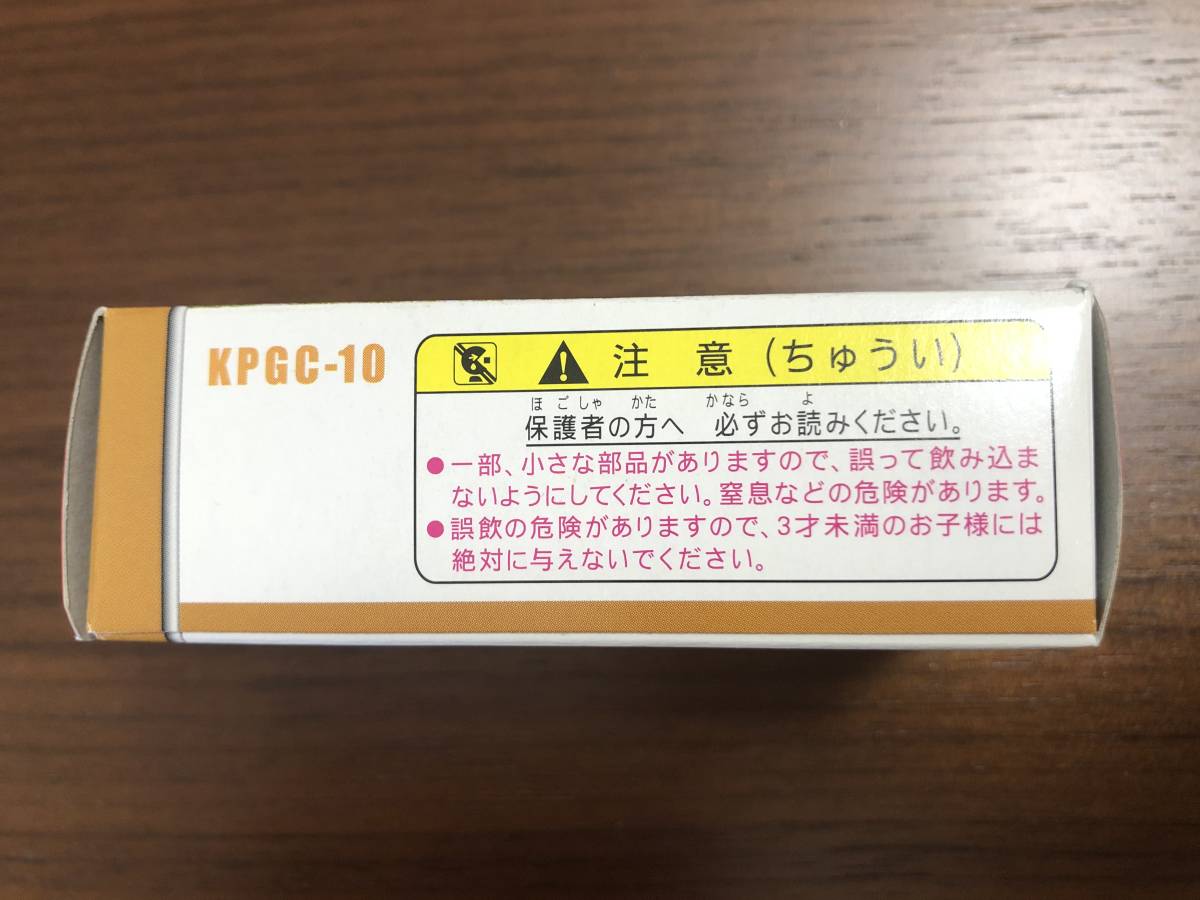 KPGC-10
注意(ちゅうい)
ほごしゃ かた かなら よ
保護者の方へ 必ずお読みください。
●一部、小さな部品がありますので、誤って飲み込ま
ないようにしてください。窒息などの危険があります。
●誤飲の危険がありますので、3才未満のお子様には
絶対に与えないでください。